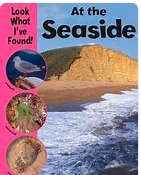 Look
What
I've
Found!
At the
Seaside